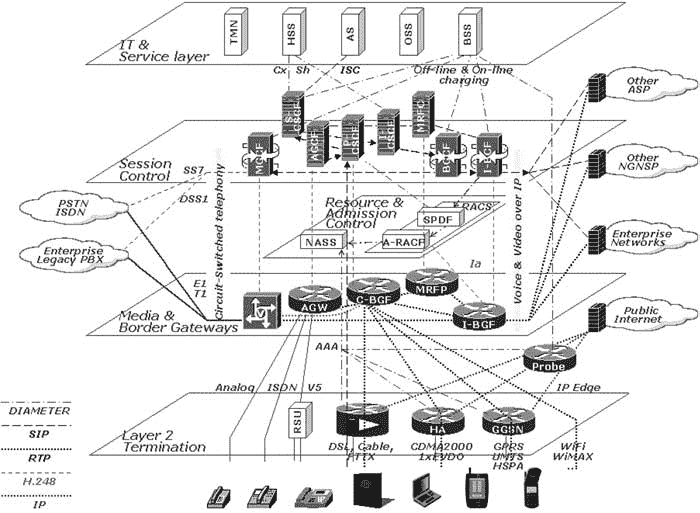 TMN
HSS
AS
OSS
BSS
IT &
Service layer
Cx Sh
ISC
Off-line & On-line
charging
Other
ASP
MGCF
AGCF
MRFC
BGCF
I-BCF
Session
Control
SS7
DSS1
Other
NGNSP
PSTN
ISDN
Enterprise
Legacy PBX
Circuit-Switched telephony
Resource &
Admission
Control
RACS
SPDF
NASS
A-RACF
Voice & Video over IP
Enterprise
Networks
Ia
E1
T1
Media &
Border Gateways
AGW
C-BGF
MRFP
I-BGF
Public
Internet
AAA
Probe
Analog
ISDN
V5
IP Edge
DIAMETER
SIP
RTP
H.248
IP
Layer 2
Termination
RSU
HA
GGSN
DSL, Cable,
FTTX
CDMA2000
1xEVDO
GPRS
UMTS
HSPA
WiFi
WiMAX